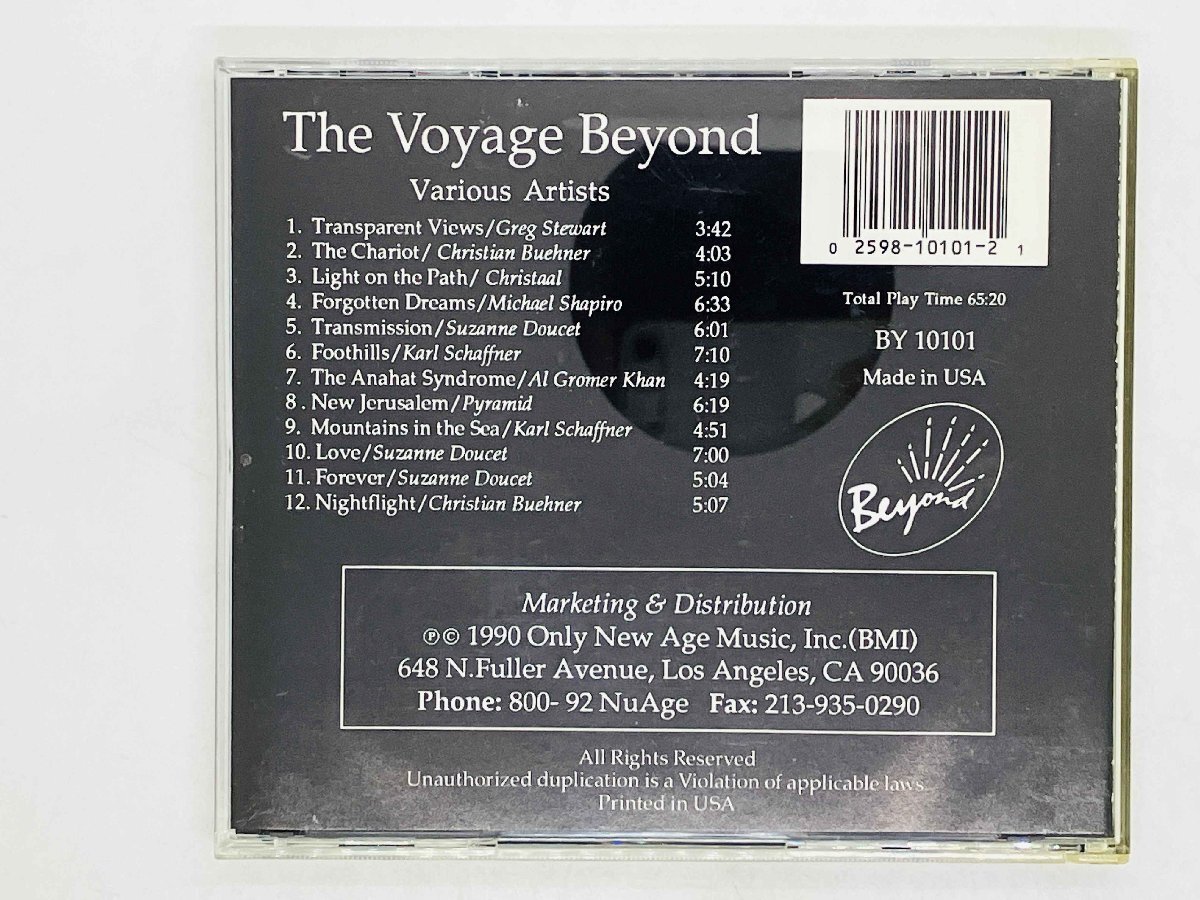 The Voyage Beyond
Various Artists
1. Transparent Views/Greg Stewart 3:42
2. The Chariot/ Christian Buehner 4:03
3. Light on the Path/ Christaal 5:10
4. Forgotten Dreams/Michael Shapiro 6:33
5. Transmission/Suzanne Doucet 6:01
6. Foothills/Karl Schaffner 7:10
7. The Anahat Syndrome/Al Gromer Khan 4:19
8. New Jerusalem/Pyramid 6:19
9. Mountains in the Sea/Karl Schaffner 4:51
10. Love/Suzanne Doucet 7:00
11. Forever/Suzanne Doucet 5:04
12. Nightflight/Christian Buehner 5:07
0 2598-10101-2 1
Total Play Time 65:20
BY 10101
Made in USA
Beyond
Marketing & Distribution
℗© 1990 Only New Age Music, Inc.(BMI)
648 N.Fuller Avenue, Los Angeles, CA 90036
Phone: 800- 92 NuAge Fax: 213-935-0290
All Rights Reserved
Unauthorized duplication is a Violation of applicable laws
Printed in USA